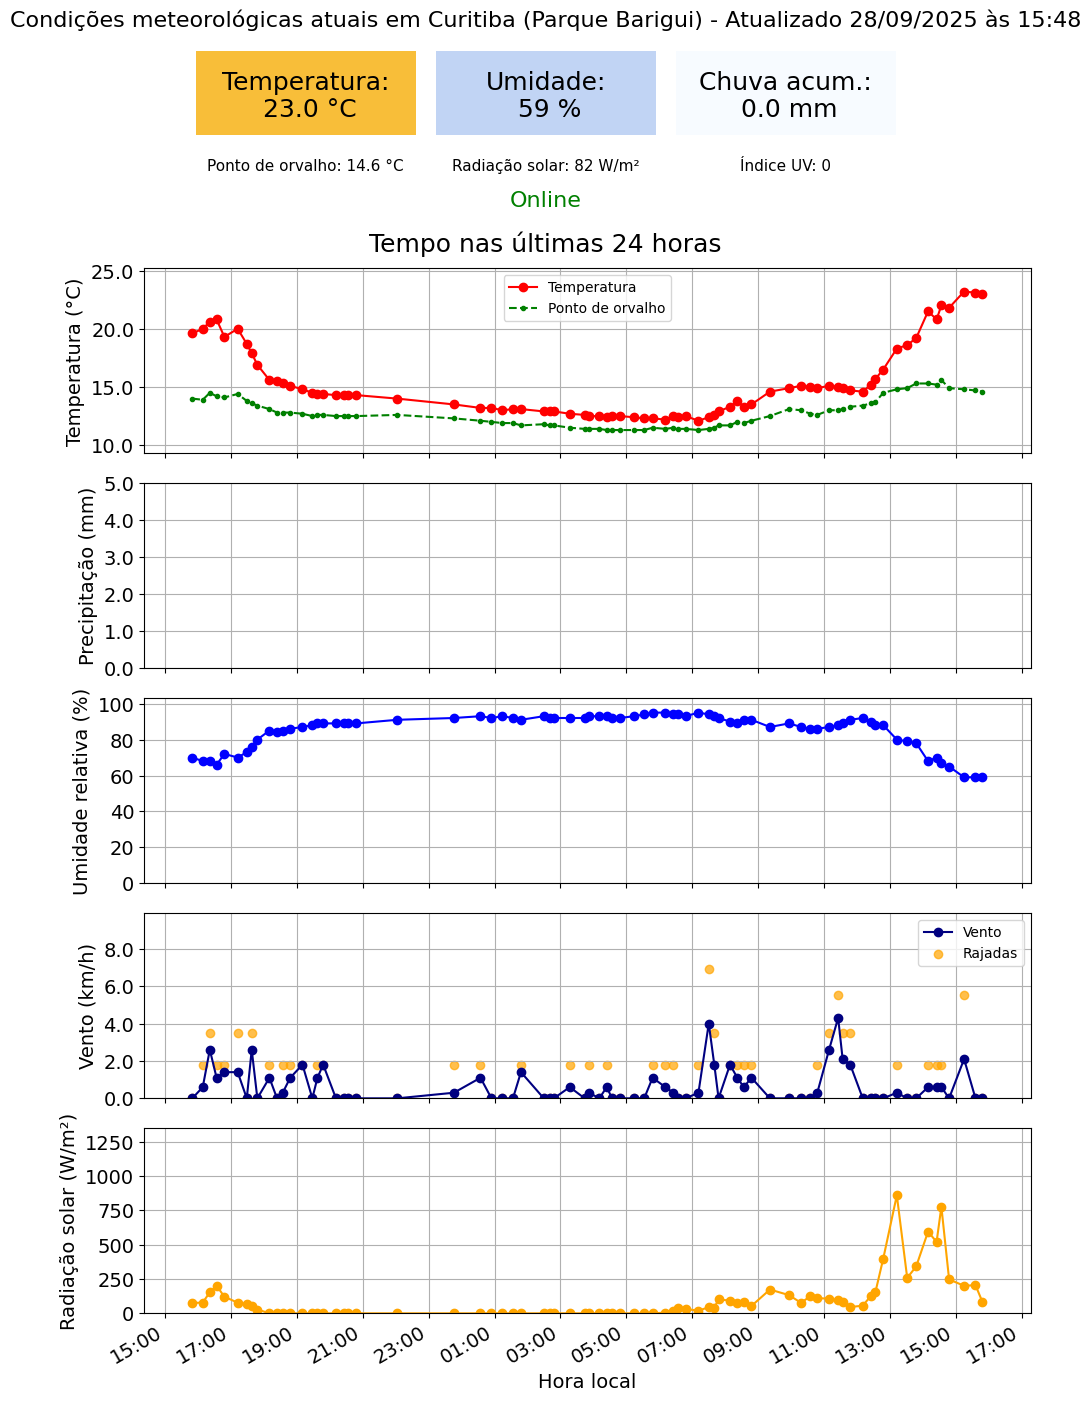 Condições meteorológicas atuais em Curitiba (Parque Barigui) - Atualizado 28/09/2025 às 15:48
Temperatura:
23.0 °C
Umidade:
59 %
Chuva acum.:
0.0 mm
Ponto de orvalho: 14.6 °C
Radiação solar: 82 W/m²
Índice UV: 0
Online
Tempo nas últimas 24 horas
Temperatura (°C)
25.0
20.0
15.0
10.0
Temperatura
Ponto de orvalho
Precipitação (mm)
5.0
4.0
3.0
2.0
1.0
0.0
Umidade relativa (%)
100
80
60
40
20
0
Vento (km/h)
8.0
6.0
4.0
2.0
0.0
Vento
Rajadas
Radiação solar (W/m²)
1250
1000
750
500
250
0
15:00
17:00
19:00
21:00
23:00
01:00
03:00
05:00
07:00
09:00
11:00
13:00
15:00
17:00
Hora local